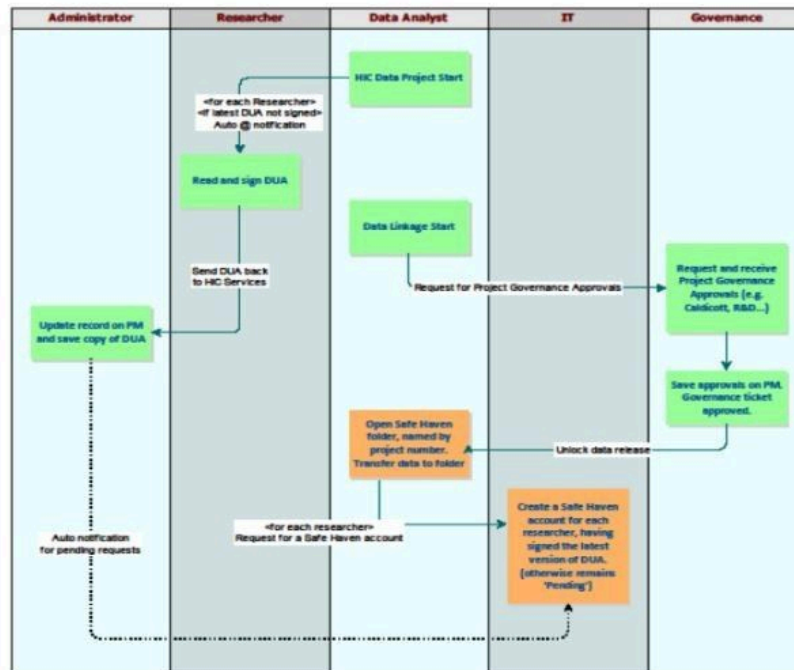 Administrator
Researcher
Data Analyst
IT
Governance
HIC Data Project Start
<for each Researcher>
<if latest DUA not signed>
Auto @ notification
Read and sign DUA
Data Linkage Start
Send DUA back
to HIC Services
Request for Project Governance Approvals
Request and receive
Project Governance
Approvals (e.g.
Caldicott, R&D...)
Update record on PM
and save copy of DUA
Save approvals on PM.
Governance ticket
approved.
Open Safe Haven
folder, named by
project number.
Transfer data to folder
Unlock data release
<for each researcher>
Request for a Safe Haven account
Create a Safe Haven
account for each
researcher, having
signed the latest
version of DUA.
(otherwise remains
'Pending')
Auto notification
for pending requests